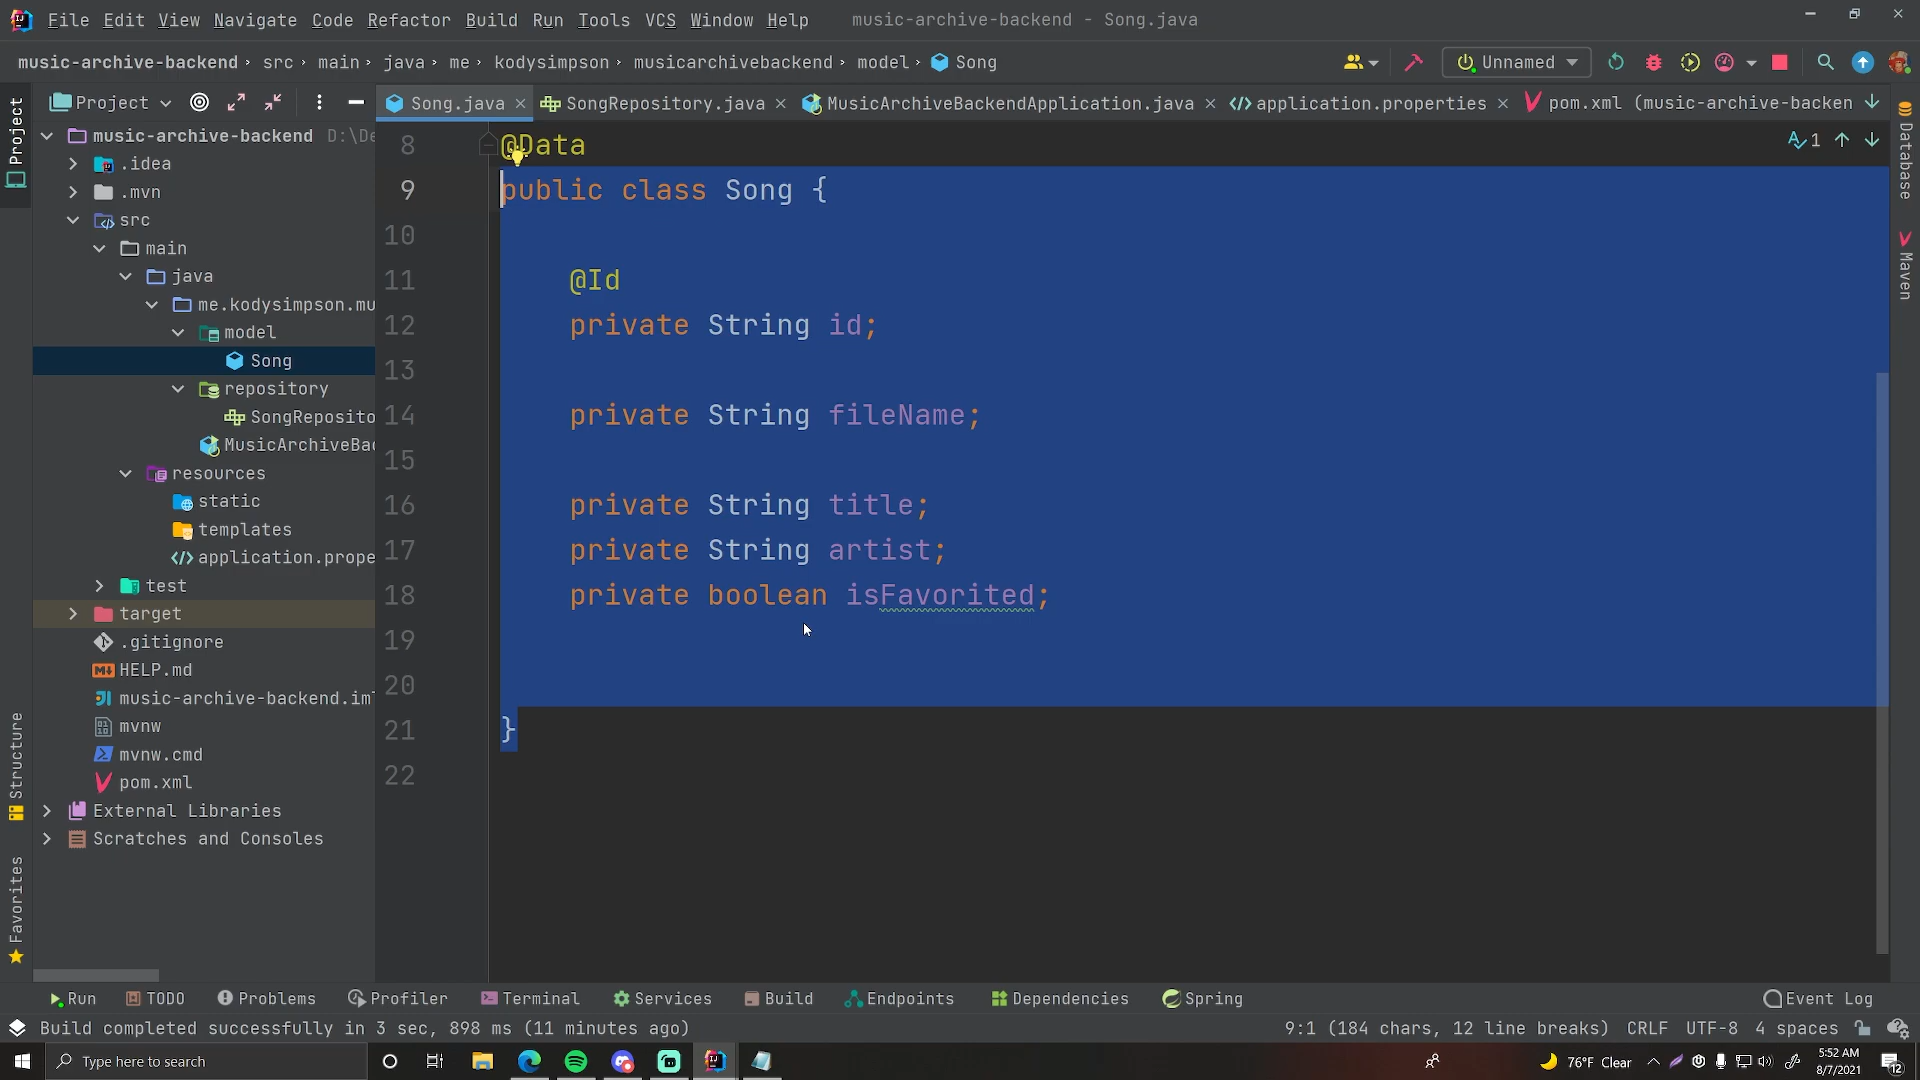 File Edit View Navigate Code Refactor Build Run Tools VCS Window Help music-archive-backend - Song.java
music-archive-backend › src › main › java › me › kodysimpson › musicarchivebackend › model › Song
Unnamed
Project
Song.java
SongRepository.java
MusicArchiveBackendApplication.java
application.properties
pom.xml (music-archive-backen
Project
Structure
Favorites
music-archive-backend D:\De
.idea
.mvn
src
main
java
me.kodysimpson.mu
model
Song
repository
SongReposito
MusicArchiveBac
resources
static
templates
application.prope
test
target
.gitignore
HELP.md
music-archive-backend.iml
mvnw
mvnw.cmd
pom.xml
External Libraries
Scratches and Consoles
8 @Data
9 public class Song {
10
11 @Id
12 private String id;
13
14 private String fileName;
15
16 private String title;
17 private String artist;
18 private boolean isFavorited;
19
20
21 }
22
1
Database
Maven
Run TODO Problems Profiler Terminal Services Build Endpoints Dependencies Spring Event Log
Build completed successfully in 3 sec, 898 ms (11 minutes ago) 9:1 (184 chars, 12 line breaks) CRLF UTF-8 4 spaces
Type here to search
76°F Clear
5:52 AM
8/7/2021
12